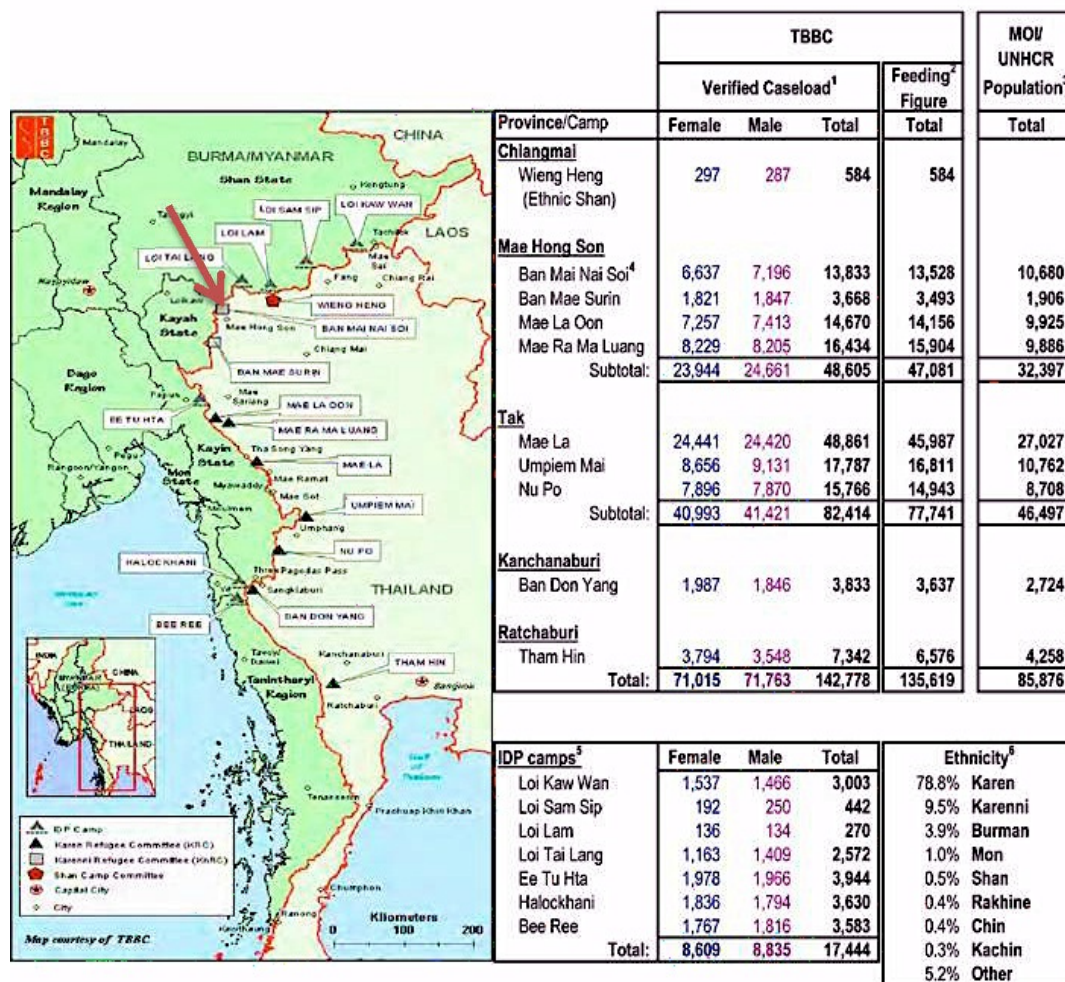 TBBC
MOI/
UNHCR
Population³
Verified Caseload¹
Feeding²
Figure
Province/Camp Female Male Total Total Total
Chiangmai
Wieng Heng 297 287 584 584
(Ethnic Shan)
Mae Hong Son
Ban Mai Nai Soi⁴ 6,637 7,196 13,833 13,528 10,680
Ban Mae Surin 1,821 1,847 3,668 3,493 1,906
Mae La Oon 7,257 7,413 14,670 14,156 9,925
Mae Ra Ma Luang 8,229 8,205 16,434 15,904 9,886
Subtotal: 23,944 24,661 48,605 47,081 32,397
Tak
Mae La 24,441 24,420 48,861 45,987 27,027
Umpiem Mai 8,656 9,131 17,787 16,811 10,762
Nu Po 7,896 7,870 15,766 14,943 8,708
Subtotal: 40,993 41,421 82,414 77,741 46,497
Kanchanaburi
Ban Don Yang 1,987 1,846 3,833 3,637 2,724
Ratchaburi
Tham Hin 3,794 3,548 7,342 6,576 4,258
Total: 71,015 71,763 142,778 135,619 85,876
IDP camps⁵ Female Male Total
Loi Kaw Wan 1,537 1,466 3,003
Loi Sam Sip 192 250 442
Loi Lam 136 134 270
Loi Tai Lang 1,163 1,409 2,572
Ee Tu Hta 1,978 1,966 3,944
Halockhani 1,836 1,794 3,630
Bee Ree 1,767 1,816 3,583
Total: 8,609 8,835 17,444
Ethnicity⁶
78.8% Karen
9.5% Karenni
3.9% Burman
1.0% Mon
0.5% Shan
0.4% Rakhine
0.4% Chin
0.3% Kachin
5.2% Other
TBBC
Mandalay
CHINA
BURMA/MYANMAR
Shan State
Kengtung
Mandalay
Region
LOI SAM SIP
LOI KAW WAN
LOI LAM
LAOS
Tachilek
Mae
Sai
LOI TAI LANG
Fang
Chiang Rai
Loikaw
WIENG HENG
Kayah
State
Mae Hong Son
BAN MAI NAI SOI
Chiang Mai
BAN MAE SURIN
Region
Papun
Mae
Sariang
MAE LA OON
EE TU HTA
MAE RA MA LUANG
Kayin
State
Tha Song Yang
MAE LA
Pegu
Rangoon/Yangon
Mon
State
Myawaddy
Mae Ramat
Mae Sot
UMPIEM MAI
Moulmein
Umphang
NU PO
HALOCKHANI
Three Pagodas Pass
THAILAND
Sangklaburi
BEE REE
BAN DON YANG
Kanchanaburi
THAM HIN
Tanintharyi
Region
Bangkok
Ratchaburi
Gulf
of
Thailand
Tenasserim
Prachuap Khiri Khan
Chumphon
Ranong
Kawthaung
INDIA
CHINA
MYANMAR
(BURMA)
LAOS
THAILAND
IDP Camp
Karen Refugee Committee (KRC)
Karenni Refugee Committee (KnRC)
Shan Camp Committee
Capital City
City
Map courtesy of TBBC
Kilometers
0 100 200